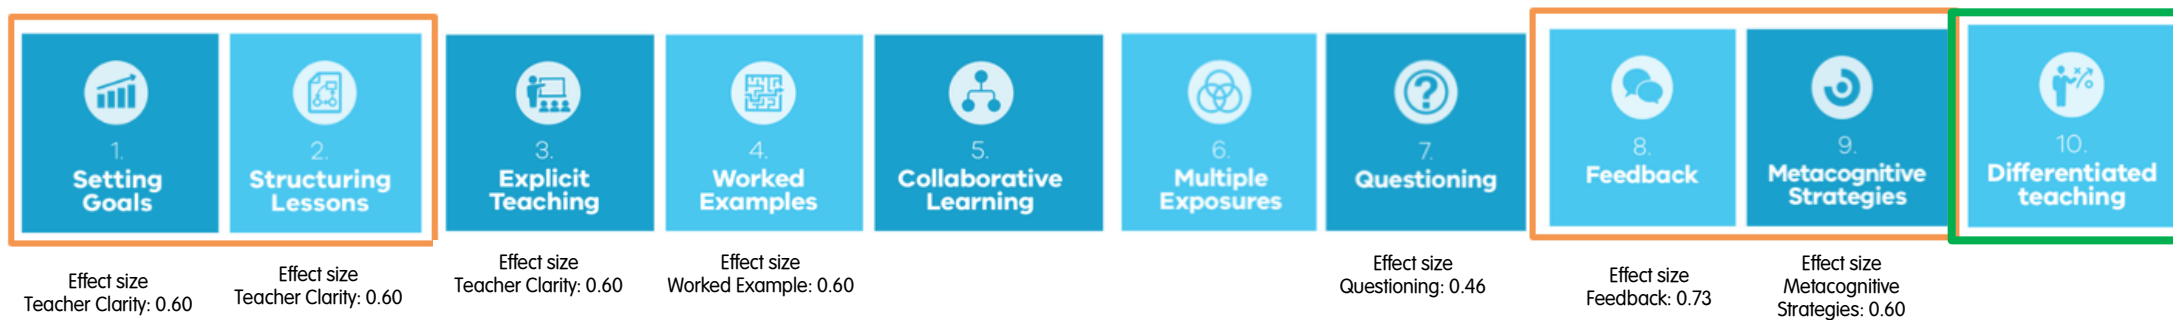 1.
Setting
Goals
Effect size
Teacher Clarity: 0.60
2.
Structuring
Lessons
Effect size
Teacher Clarity: 0.60
3.
Explicit
Teaching
Effect size
Teacher Clarity: 0.60
4.
Worked
Examples
Effect size
Worked Example: 0.60
5.
Collaborative
Learning
6.
Multiple
Exposures
7.
Questioning
Effect size
Questioning: 0.46
8.
Feedback
Effect size
Feedback: 0.73
9.
Metacognitive
Strategies
Effect size
Metacognitive
Strategies: 0.60
10.
Differentiated
teaching